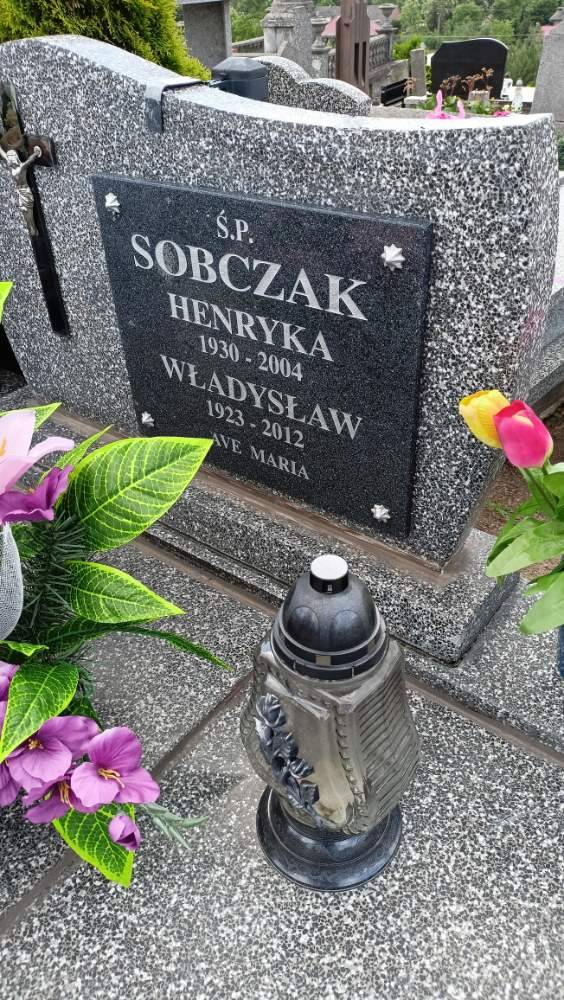 Ś.P.
SOBCZAK
HENRYKA
1930 - 2004
WŁADYSŁAW
1923 - 2012
AVE MARIA